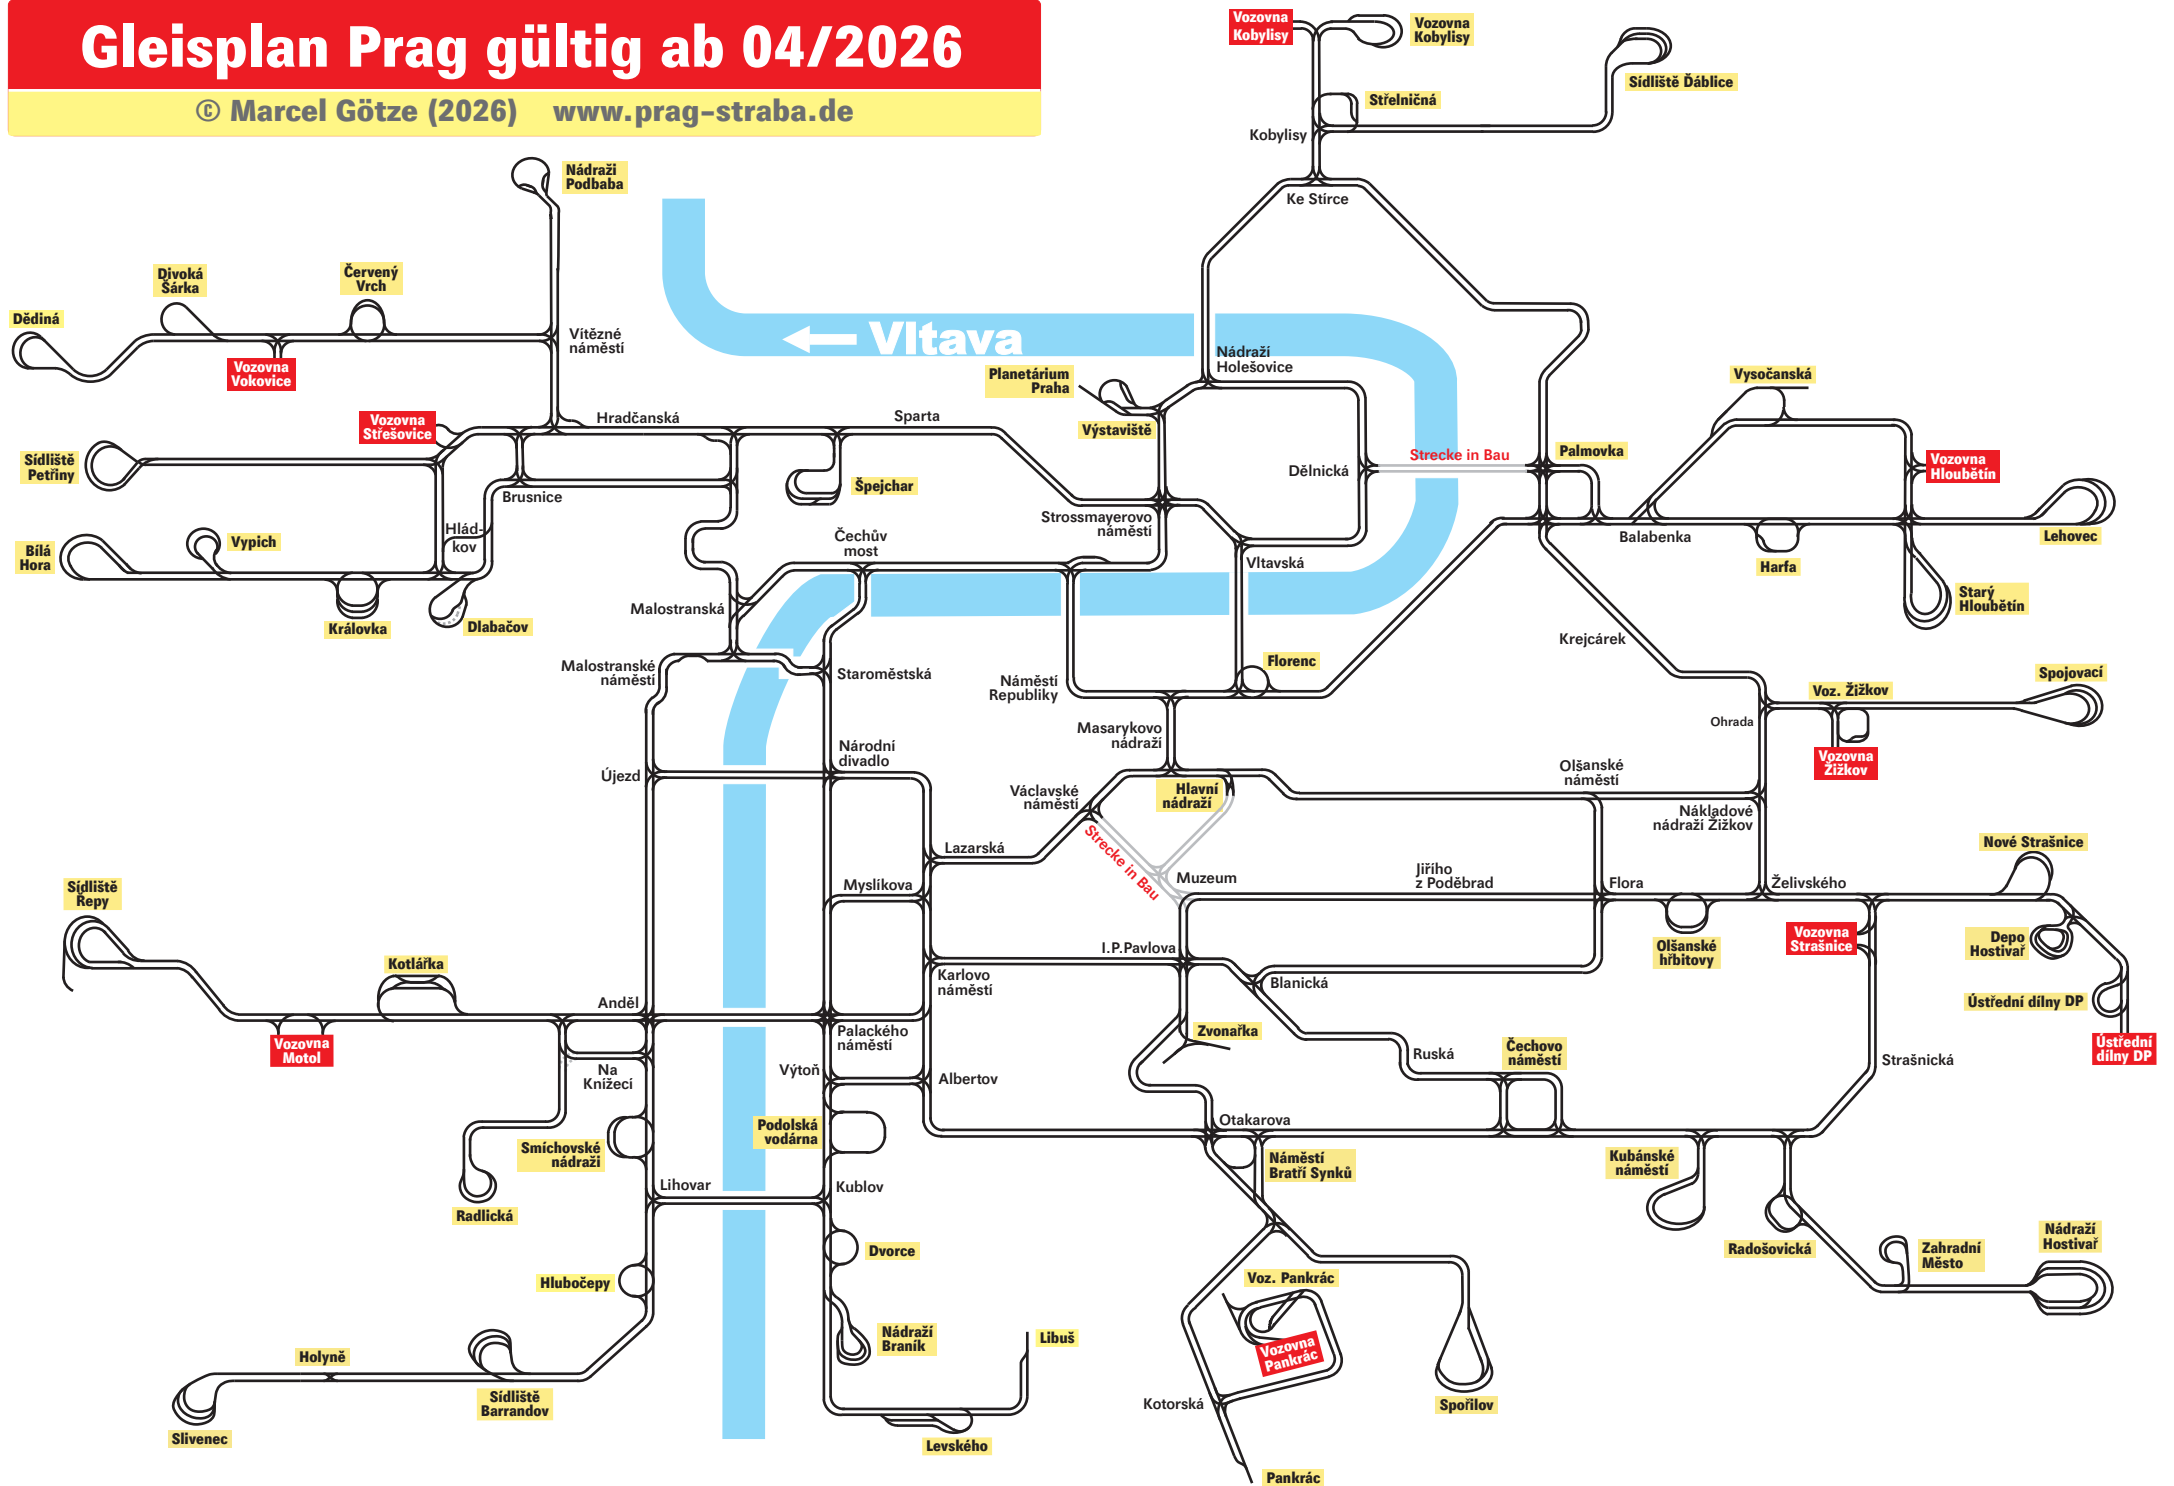 Gleisplan Prag gültig ab 04/2026
© Marcel Götze (2026) www.prag-straba.de
Vozovna
Kobylisy
Vozovna
Kobylisy
Sídliště Ďáblice
Střelničná
Kobylisy
Ke Stírce
Nádraži
Podbaba
Divoká
Šárka
Červený
Vrch
Dědiná
Vozovna
Vokovice
Vítězné
náměstí
Vltava
Nádraží
Holešovice
Planetárium
Praha
Výstaviště
Vysočanská
Vozovna
Střešovice
Hradčanská
Sparta
Sídliště
Petřiny
Brusnice
Špejchar
Dělnická
Strecke in Bau
Palmovka
Vozovna
Hloubětín
Hlád-
kov
Bílá
Hora
Vypich
Čechův
most
Strossmayerovo
náměstí
Vltavská
Balabenka
Harfa
Lehovec
Královka
Dlabačov
Malostranská
Starý
Hloubětín
Krejcárek
Malostranské
náměstí
Staroměstská
Náměstí
Republiky
Florenc
Spojovací
Voz. Žižkov
Ohrada
Masarykovo
nádraží
Vozovna
Žižkov
Újezd
Národní
divadlo
Václavské
náměstí
Hlavní
nádraží
Olšanské
náměstí
Nákladové
nádraží Žižkov
Strecke in Bau
Lazarská
Muzeum
Jiřího
z Poděbrad
Flora
Želivského
Nové Strašnice
Sídliště
Řepy
Myslíkova
I.P.Pavlova
Olšanské
hřbitovy
Vozovna
Strašnice
Depo
Hostivař
Kotlářka
Karlovo
náměstí
Blanická
Ústřední dílny DP
Vozovna
Motol
Anděl
Palackého
náměstí
Zvonařka
Ruská
Čechovo
náměstí
Ústřední
dílny DP
Strašnická
Na
Knížecí
Výtoň
Albertov
Podolská
vodárna
Otakarova
Smíchovské
nádraži
Náměstí
Bratří Synků
Kubánské
náměstí
Radlická
Lihovar
Kublov
Dvorce
Radošovická
Zahradní
Město
Nádraží
Hostivař
Hlubočepy
Voz. Pankrác
Vozovna
Pankrác
Nádraží
Braník
Libuš
Holyně
Sídliště
Barrandov
Slivenec
Levského
Kotorská
Spořilov
Pankrác